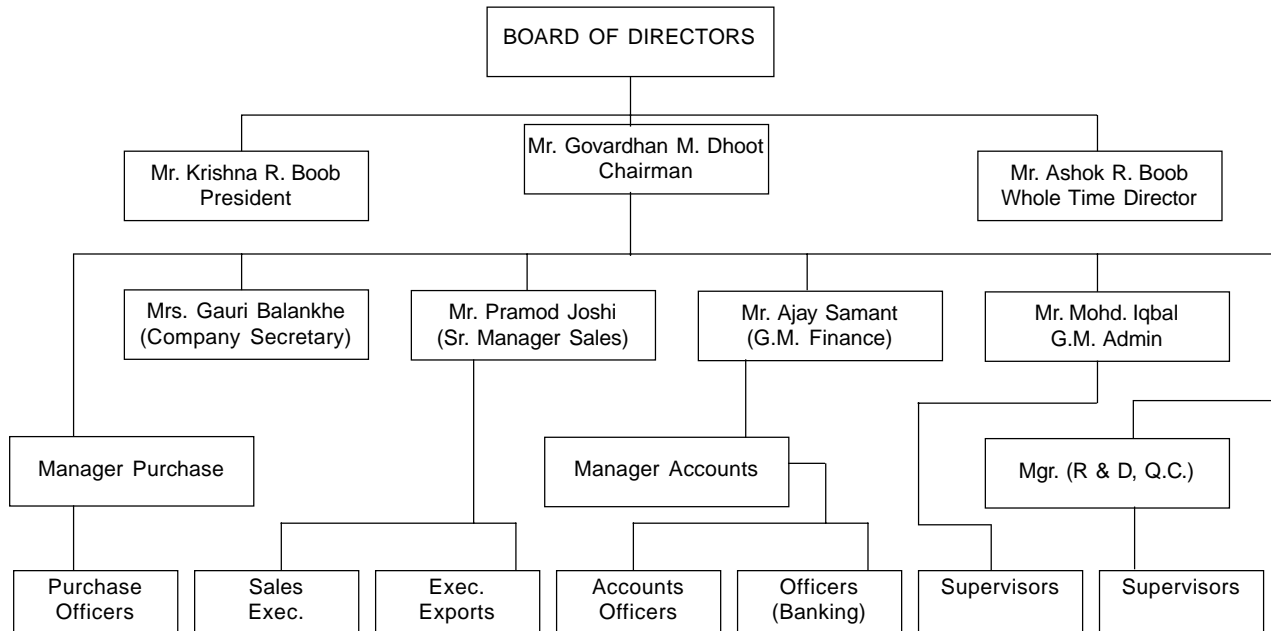 BOARD OF DIRECTORS
Mr. Krishna R. Boob
President
Mr. Govardhan M. Dhoot
Chairman
Mr. Ashok R. Boob
Whole Time Director
Mrs. Gauri Balankhe
(Company Secretary)
Mr. Pramod Joshi
(Sr. Manager Sales)
Mr. Ajay Samant
(G.M. Finance)
Mr. Mohd. Iqbal
G.M. Admin
Manager Purchase
Manager Accounts
Mgr. (R & D, Q.C.)
Purchase
Officers
Sales
Exec.
Exec.
Exports
Accounts
Officers
Officers
(Banking)
Supervisors
Supervisors